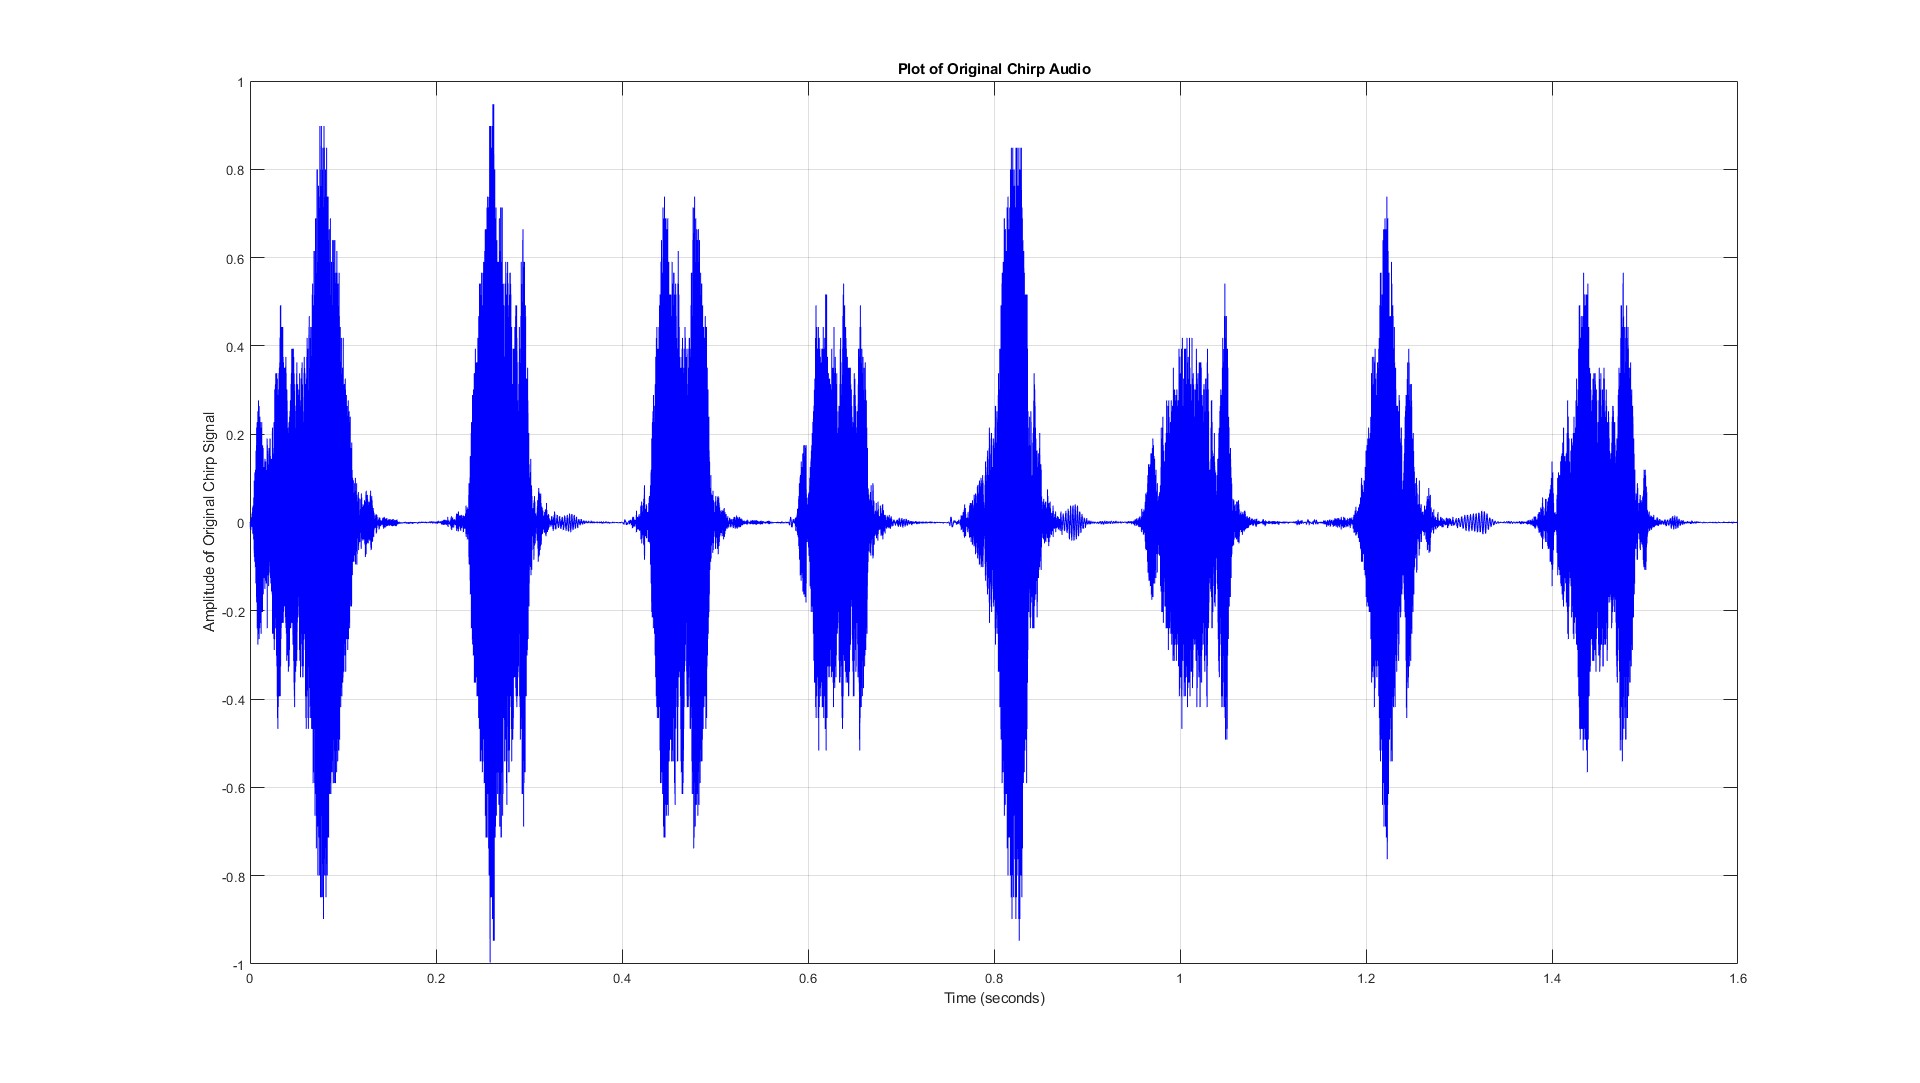 Plot of Original Chirp Audio
Amplitude of Original Chirp Signal
1
0.8
0.6
0.4
0.2
0
-0.2
-0.4
-0.6
-0.8
-1
0 0.2 0.4 0.6 0.8 1 1.2 1.4 1.6
Time (seconds)